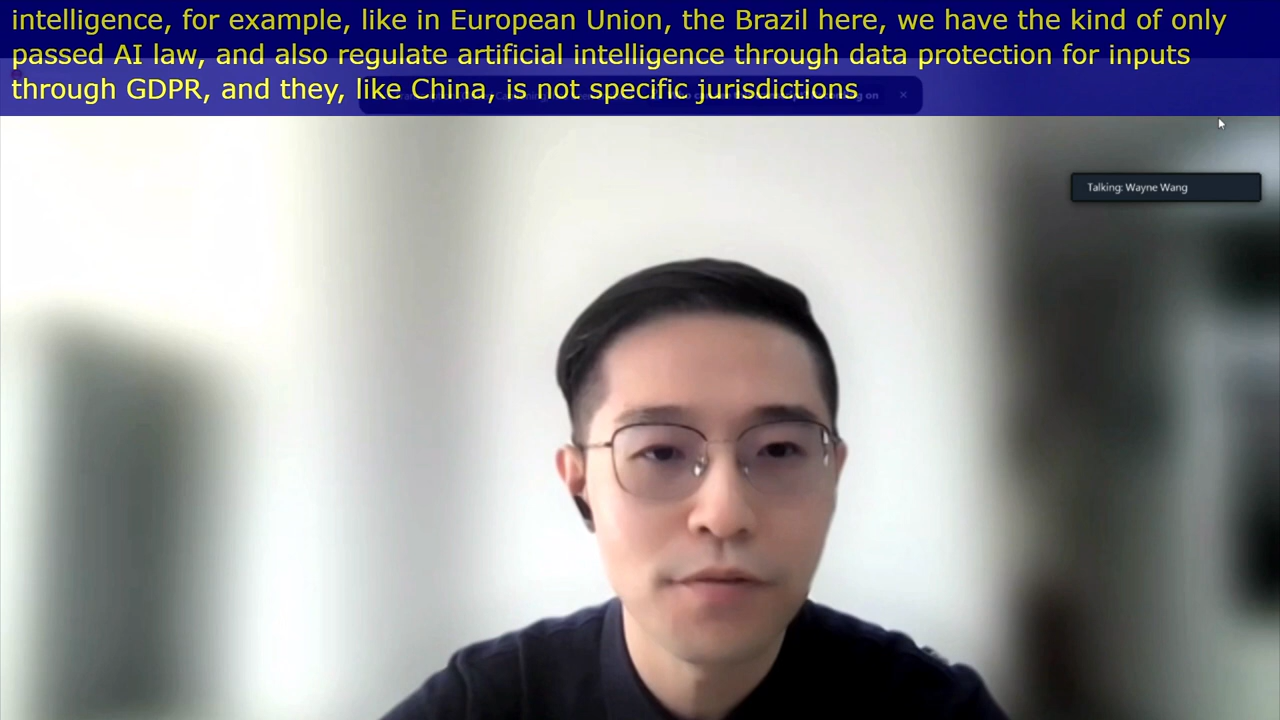 intelligence, for example, like in European Union, the Brazil here, we have the kind of only
passed AI law, and also regulate artificial intelligence through data protection for inputs
through GDPR, and they, like China, is not specific jurisdictions
Talking: Wayne Wang